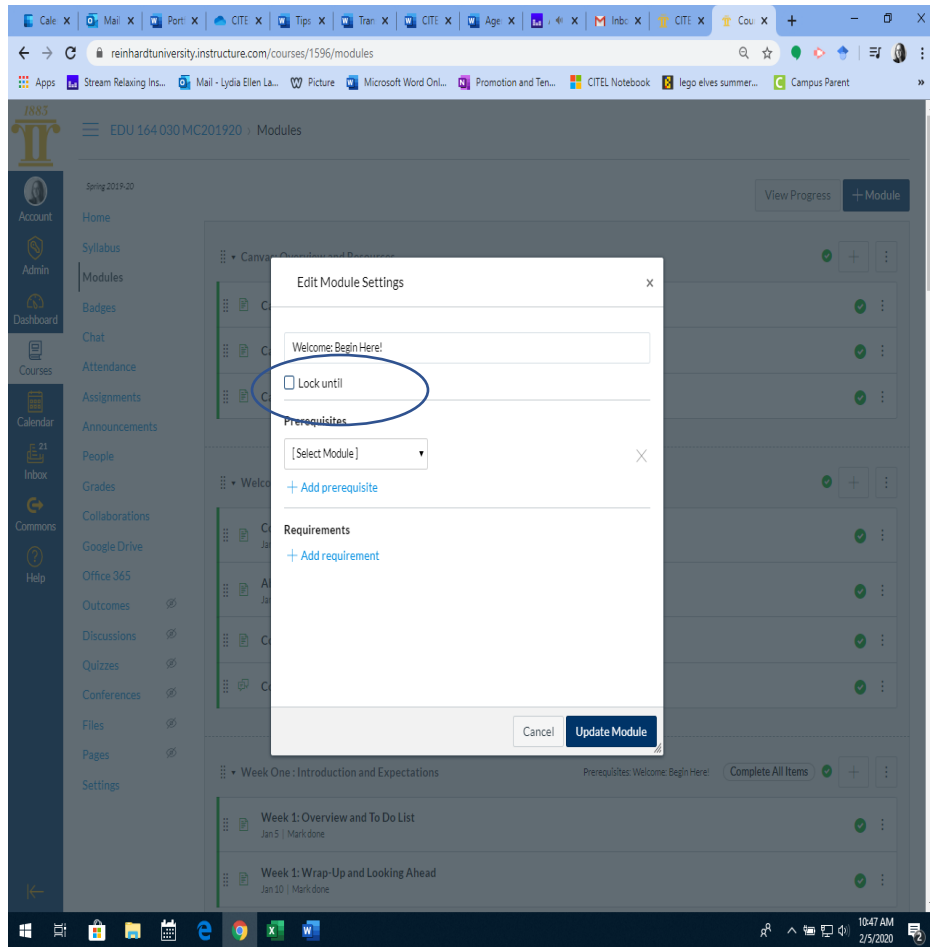 Cale
Mail
Porti
CITE
Tips
Tran
CITE
Age
Inbo
CITE
Cou
reinhardtuniversity.instructure.com/courses/1596/modules
Apps
Stream Relaxing Ins...
Mail - Lydia Ellen La...
Picture
Microsoft Word Onl...
Promotion and Ten...
CITEL Notebook
lego elves summer...
Campus Parent
»
1883
EDU 164 030 MC201920 › Modules
Spring 2019-20
View Progress
+ Module
Account
Admin
Dashboard
Courses
Calendar
21
Inbox
Commons
Help
Home
Syllabus
Modules
Badges
Chat
Attendance
Assignments
Announcements
People
Grades
Collaborations
Google Drive
Office 365
Outcomes
Discussions
Quizzes
Conferences
Files
Pages
Settings
Canvas Overview and Resources
Edit Module Settings
x
Welcome: Begin Here!
Lock until
Prerequisites
[ Select Module ]
+ Add prerequisite
Requirements
+ Add requirement
Cancel
Update Module
Welco
Week One : Introduction and Expectations
Prerequisites: Welcome: Begin Here!
Complete All Items
Week 1: Overview and To Do List
Jan 5 | Mark done
Week 1: Wrap-Up and Looking Ahead
Jan 10 | Mark done
10:47 AM
2/5/2020
2